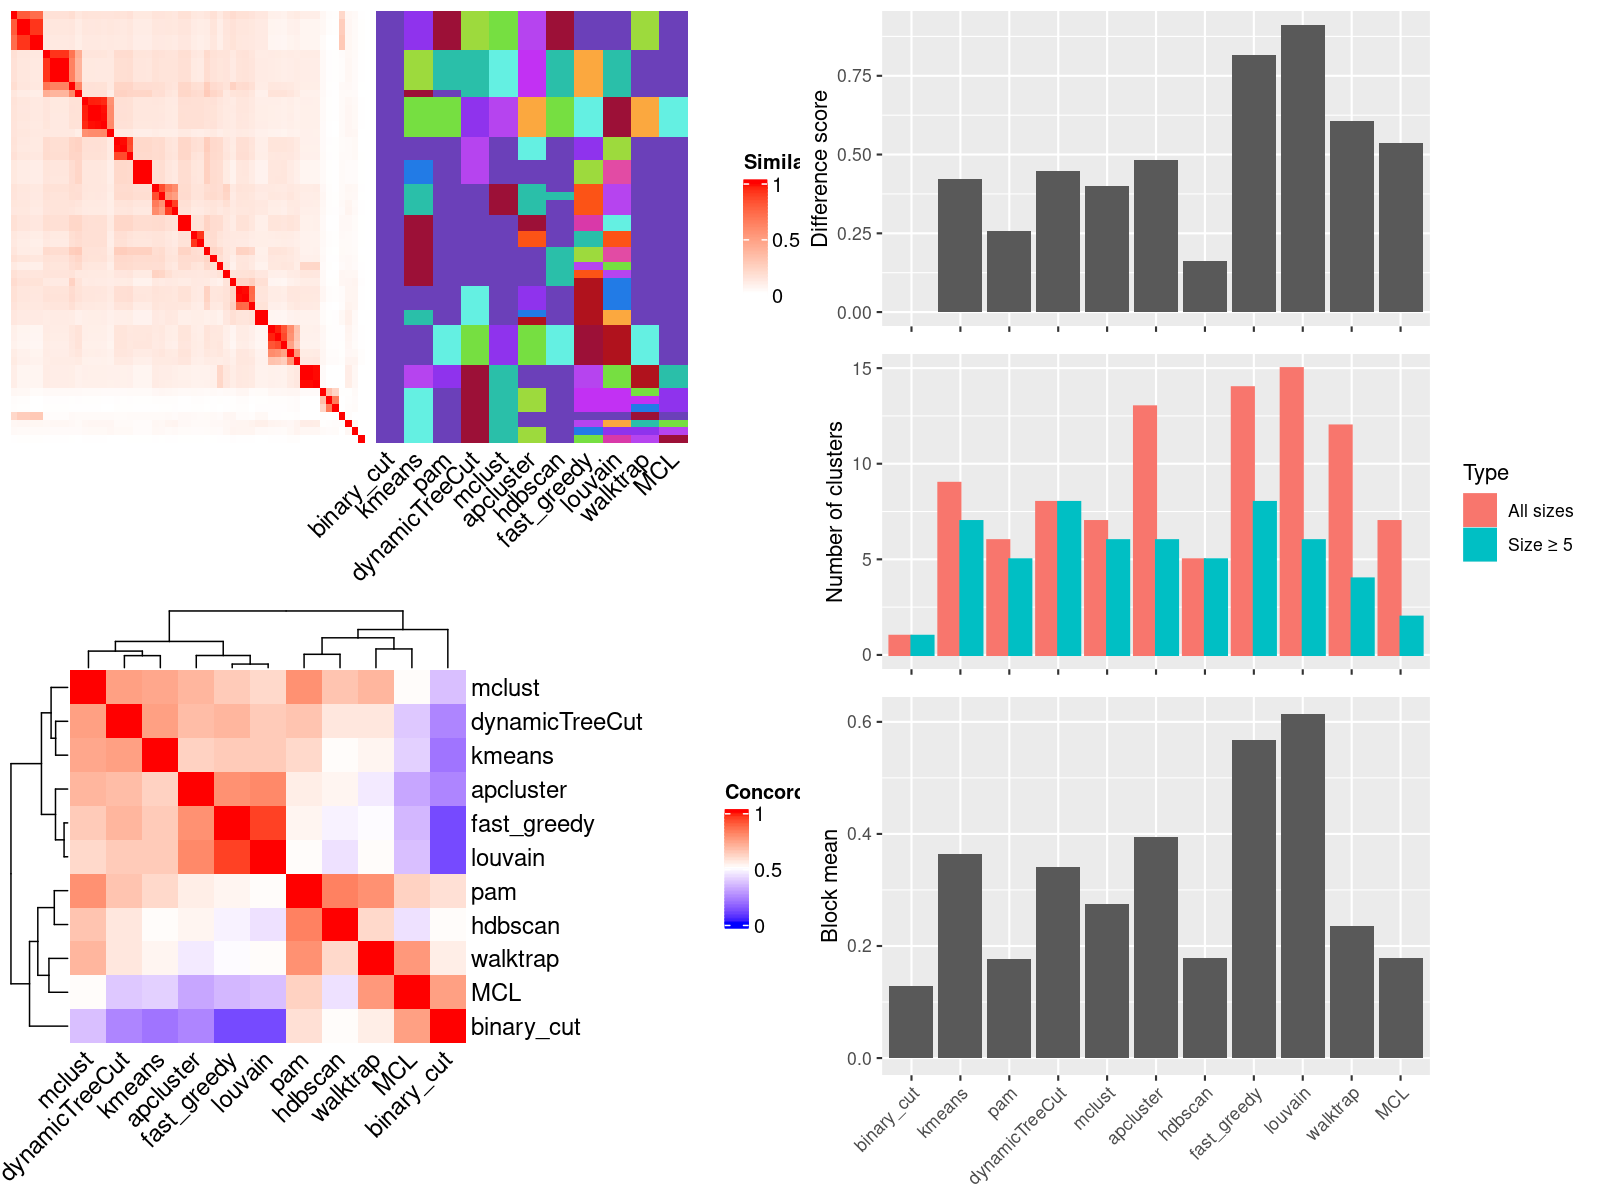 Simila
1
0.5
0
binary_cut
kmeans
pam
dynamicTreeCut
mclust
apcluster
hdbscan
fast_greedy
louvain
walktrap
MCL
mclust
dynamicTreeCut
kmeans
apcluster
fast_greedy
louvain
pam
hdbscan
walktrap
MCL
binary_cut
mclust
dynamicTreeCut
kmeans
apcluster
fast_greedy
louvain
pam
hdbscan
walktrap
MCL
binary_cut
Concord
1
0.5
0
Difference score
0.75
0.50
0.25
0.00
Number of clusters
15
10
5
0
Type
All sizes
Size ≥ 5
Block mean
0.6
0.4
0.2
0.0
binary_cut
kmeans
pam
dynamicTreeCut
mclust
apcluster
hdbscan
fast_greedy
louvain
walktrap
MCL